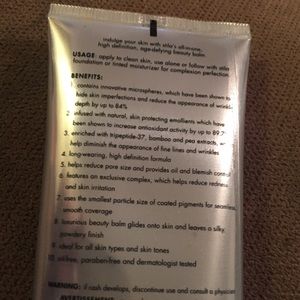 indulge your skin with stila's all-in-one,
high definition, age-defying beauty balm.
USAGE: apply to clean skin, use alone or follow with stila
foundation or tinted moisturizer for complexion perfection.
BENEFITS:
1. contains innovative microspheres, which have been shown to
hide skin imperfections and reduce the appearance of wrinkle
depth by up to 84%
2. infused with natural, skin protecting emollients which have
been shown to increase antioxidant activity by up to 89.7
3. enriched with tripeptide-37, bamboo and pea extracts,
help diminish the appearance of fine lines and wrinkles
4. long-wearing, high definition formula
5. helps reduce pore size and provides oil and blemish control
6. features an exclusive complex, which helps reduce redness
and skin irritation
7. uses the smallest particle size of coated pigments for seamless,
smooth coverage
8. luxurious beauty balm glides onto skin and leaves a silky,
powdery finish
9. ideal for all skin types and skin tones
10. oil-free, paraben-free and dermatologist tested
WARNING: if rash develops, discontinue use and consult a physician
AVERTISSEMENT